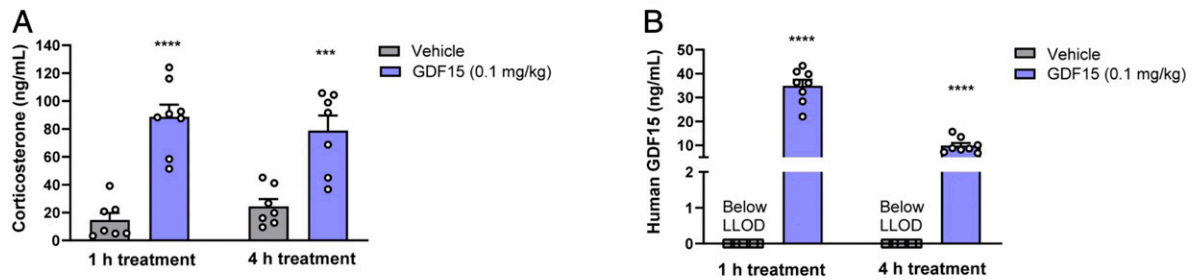 A
Corticosterone (ng/mL)
140
120
100
80
60
40
20
0
****
***
1 h treatment
4 h treatment
Vehicle
GDF15 (0.1 mg/kg)
B
Human GDF15 (ng/mL)
50
40
30
20
10
2
1
0
****
****
Below
LLOD
Below
LLOD
1 h treatment
4 h treatment
Vehicle
GDF15 (0.1 mg/kg)